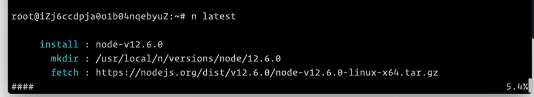 root@iZj6ccdpja0o1b04nqebyuZ:~# n latest
install : node-v12.6.0
mkdir : /usr/local/n/versions/node/12.6.0
fetch : https://nodejs.org/dist/v12.6.0/node-v12.6.0-linux-x64.tar.gz
#### 5.4%